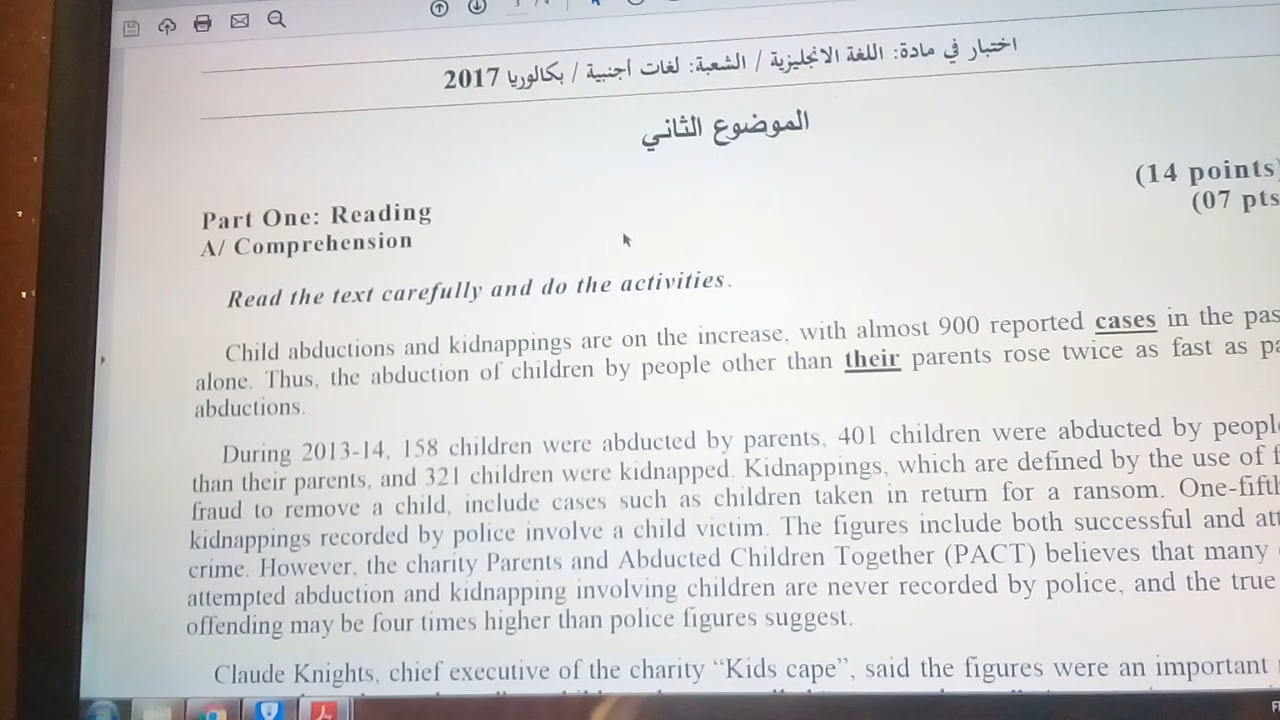 اختبار في مادة: اللغة الانجليزية / الشعبة: لغات أجنبية / بكالوريا 2017
الموضوع الثاني
(14 points)
Part One: Reading
(07 pts
A/ Comprehension
Read the text carefully and do the activities.
Child abductions and kidnappings are on the increase, with almost 900 reported cases in the pas
alone. Thus, the abduction of children by people other than their parents rose twice as fast as pa
abductions.
During 2013-14, 158 children were abducted by parents, 401 children were abducted by people
than their parents, and 321 children were kidnapped. Kidnappings, which are defined by the use of f
fraud to remove a child, include cases such as children taken in return for a ransom. One-fifth
kidnappings recorded by police involve a child victim. The figures include both successful and att
crime. However, the charity Parents and Abducted Children Together (PACT) believes that many
attempted abduction and kidnapping involving children are never recorded by police, and the true
offending may be four times higher than police figures suggest.
Claude Knights, chief executive of the charity “Kids cape”, said the figures were an important